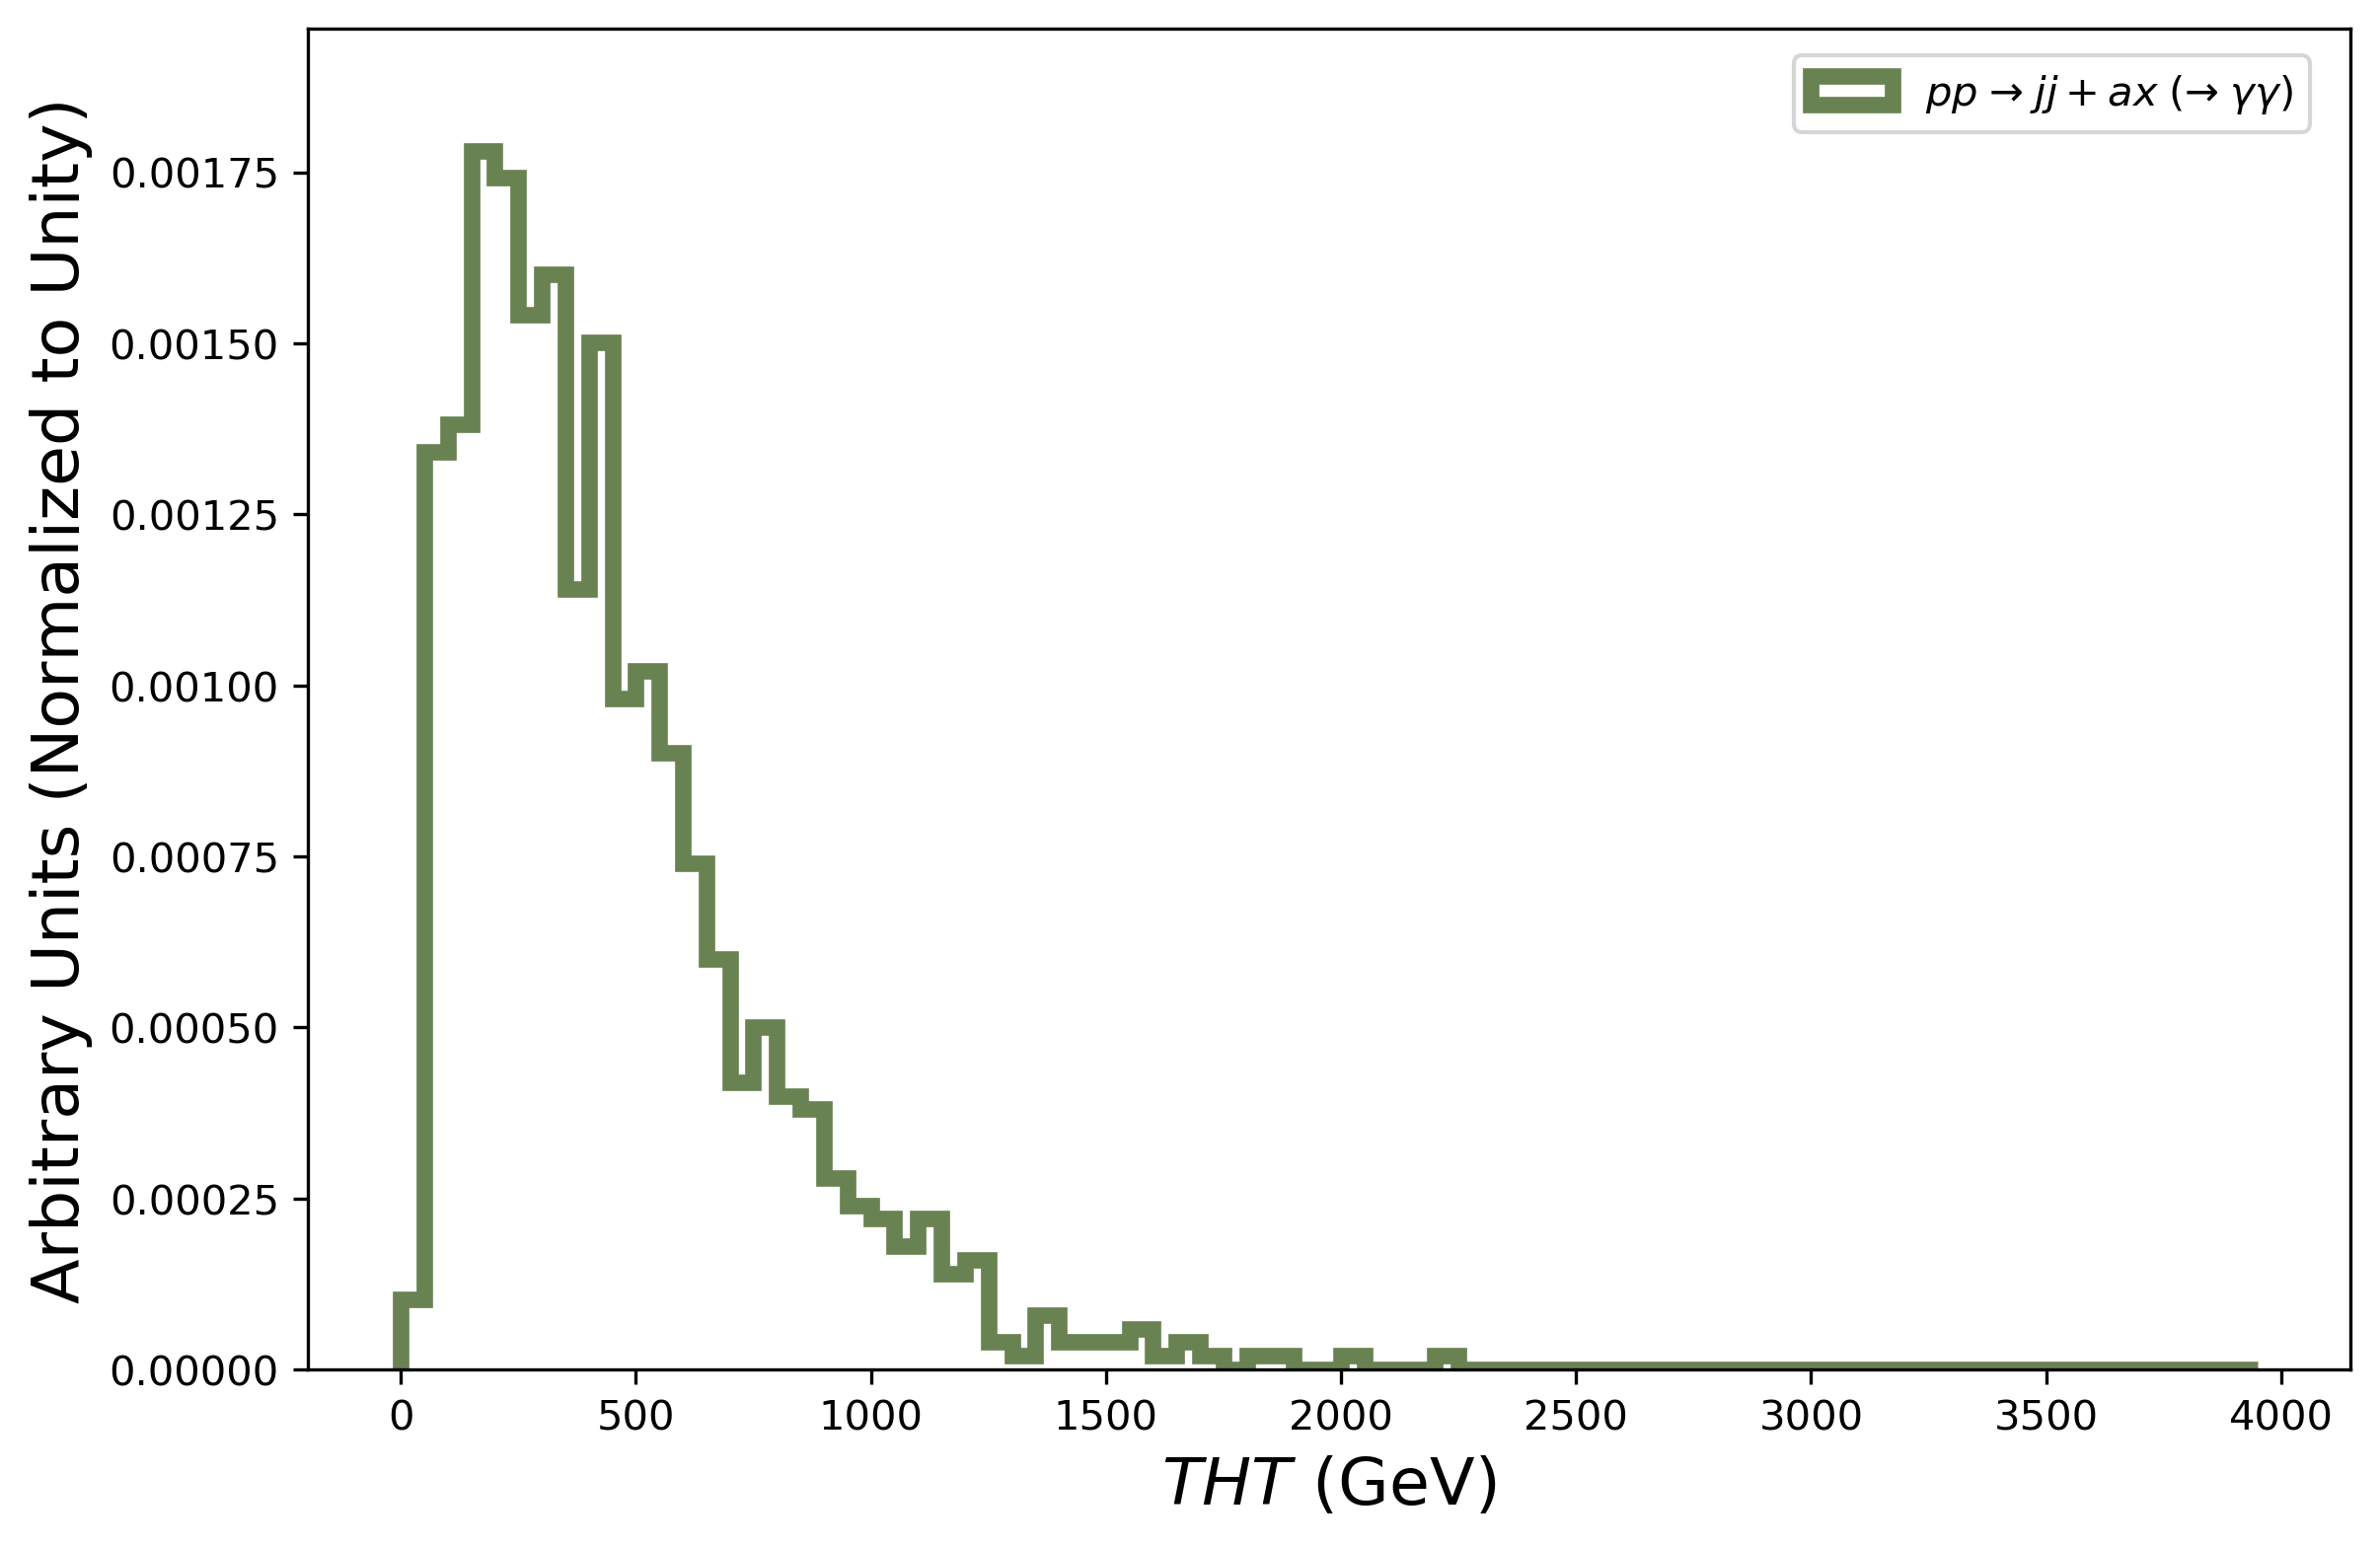 pp → jj + ax (→ γγ)
Arbitrary Units (Normalized to Unity)
0.00175
0.00150
0.00125
0.00100
0.00075
0.00050
0.00025
0.00000
0 500 1000 1500 2000 2500 3000 3500 4000
THT (GeV)